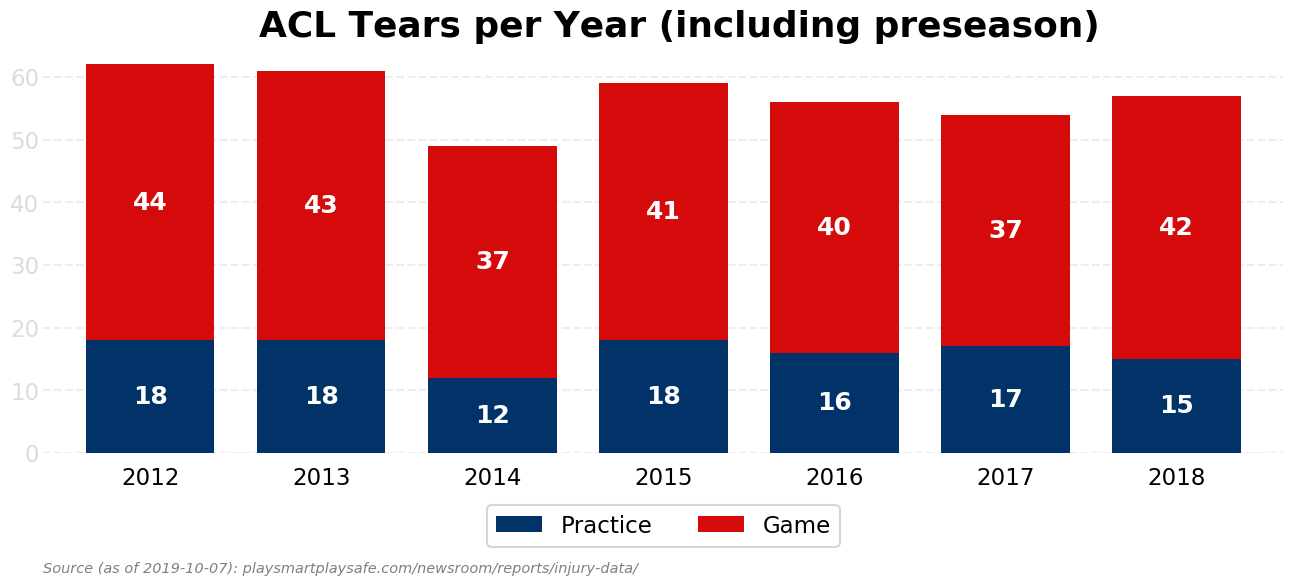 ACL Tears per Year (including preseason)
60
50
40
30
20
10
0
44 43 37 41 40 37 42
18 18 12 18 16 17 15
2012 2013 2014 2015 2016 2017 2018
Practice Game
Source (as of 2019-10-07): playsmartplaysafe.com/newsroom/reports/injury-data/